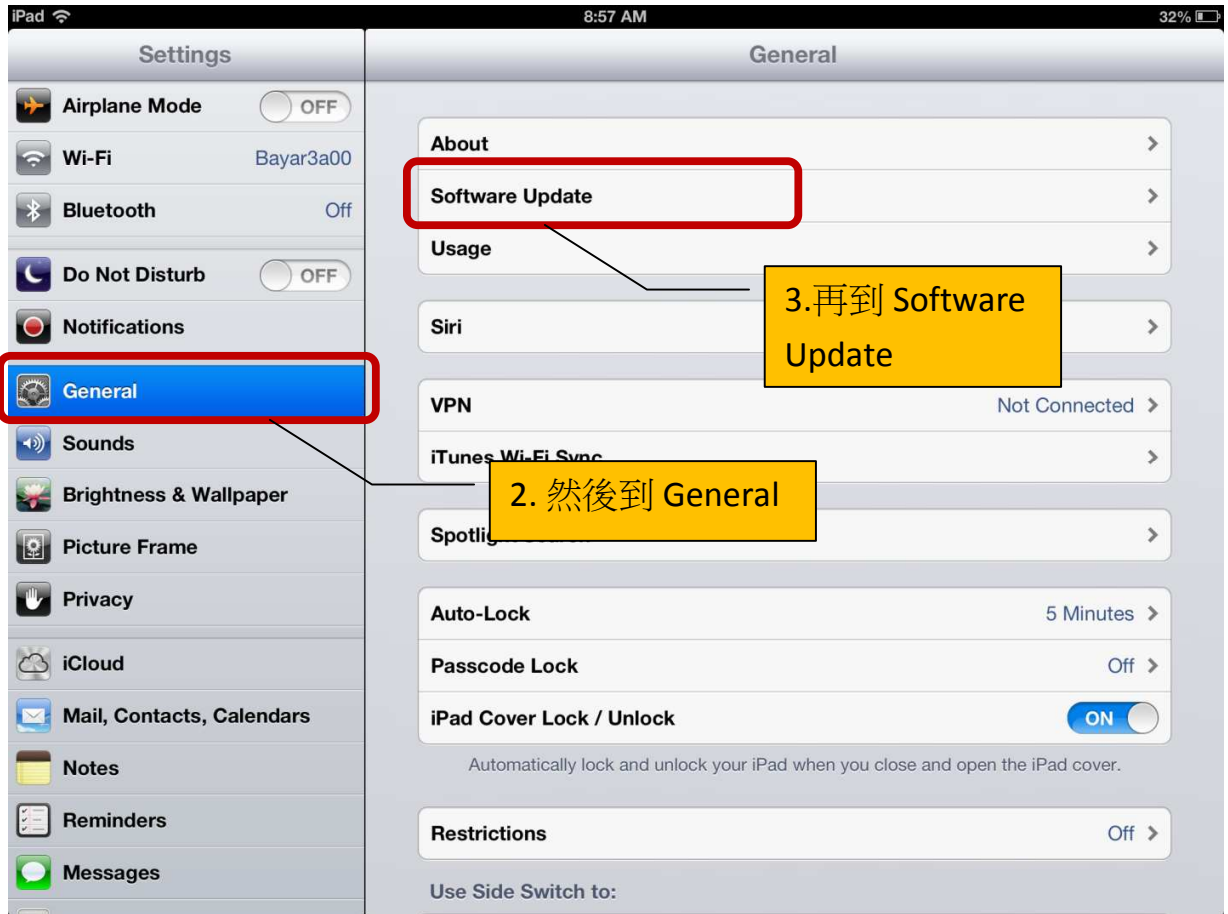 iPad 8:57 AM 32%
Settings
Airplane Mode OFF
Wi-Fi Bayar3a00
Bluetooth Off
Do Not Disturb OFF
Notifications
General
Sounds
Brightness & Wallpaper
Picture Frame
Privacy
iCloud
Mail, Contacts, Calendars
Notes
Reminders
Messages
General
About
Software Update
Usage
3.再到 Software
Update
Siri
VPN Not Connected
iTunes Wi-Fi Sync
2. 然後到 General
Auto-Lock 5 Minutes
Passcode Lock Off
iPad Cover Lock / Unlock ON
Automatically lock and unlock your iPad when you close and open the iPad cover.
Restrictions Off
Use Side Switch to: